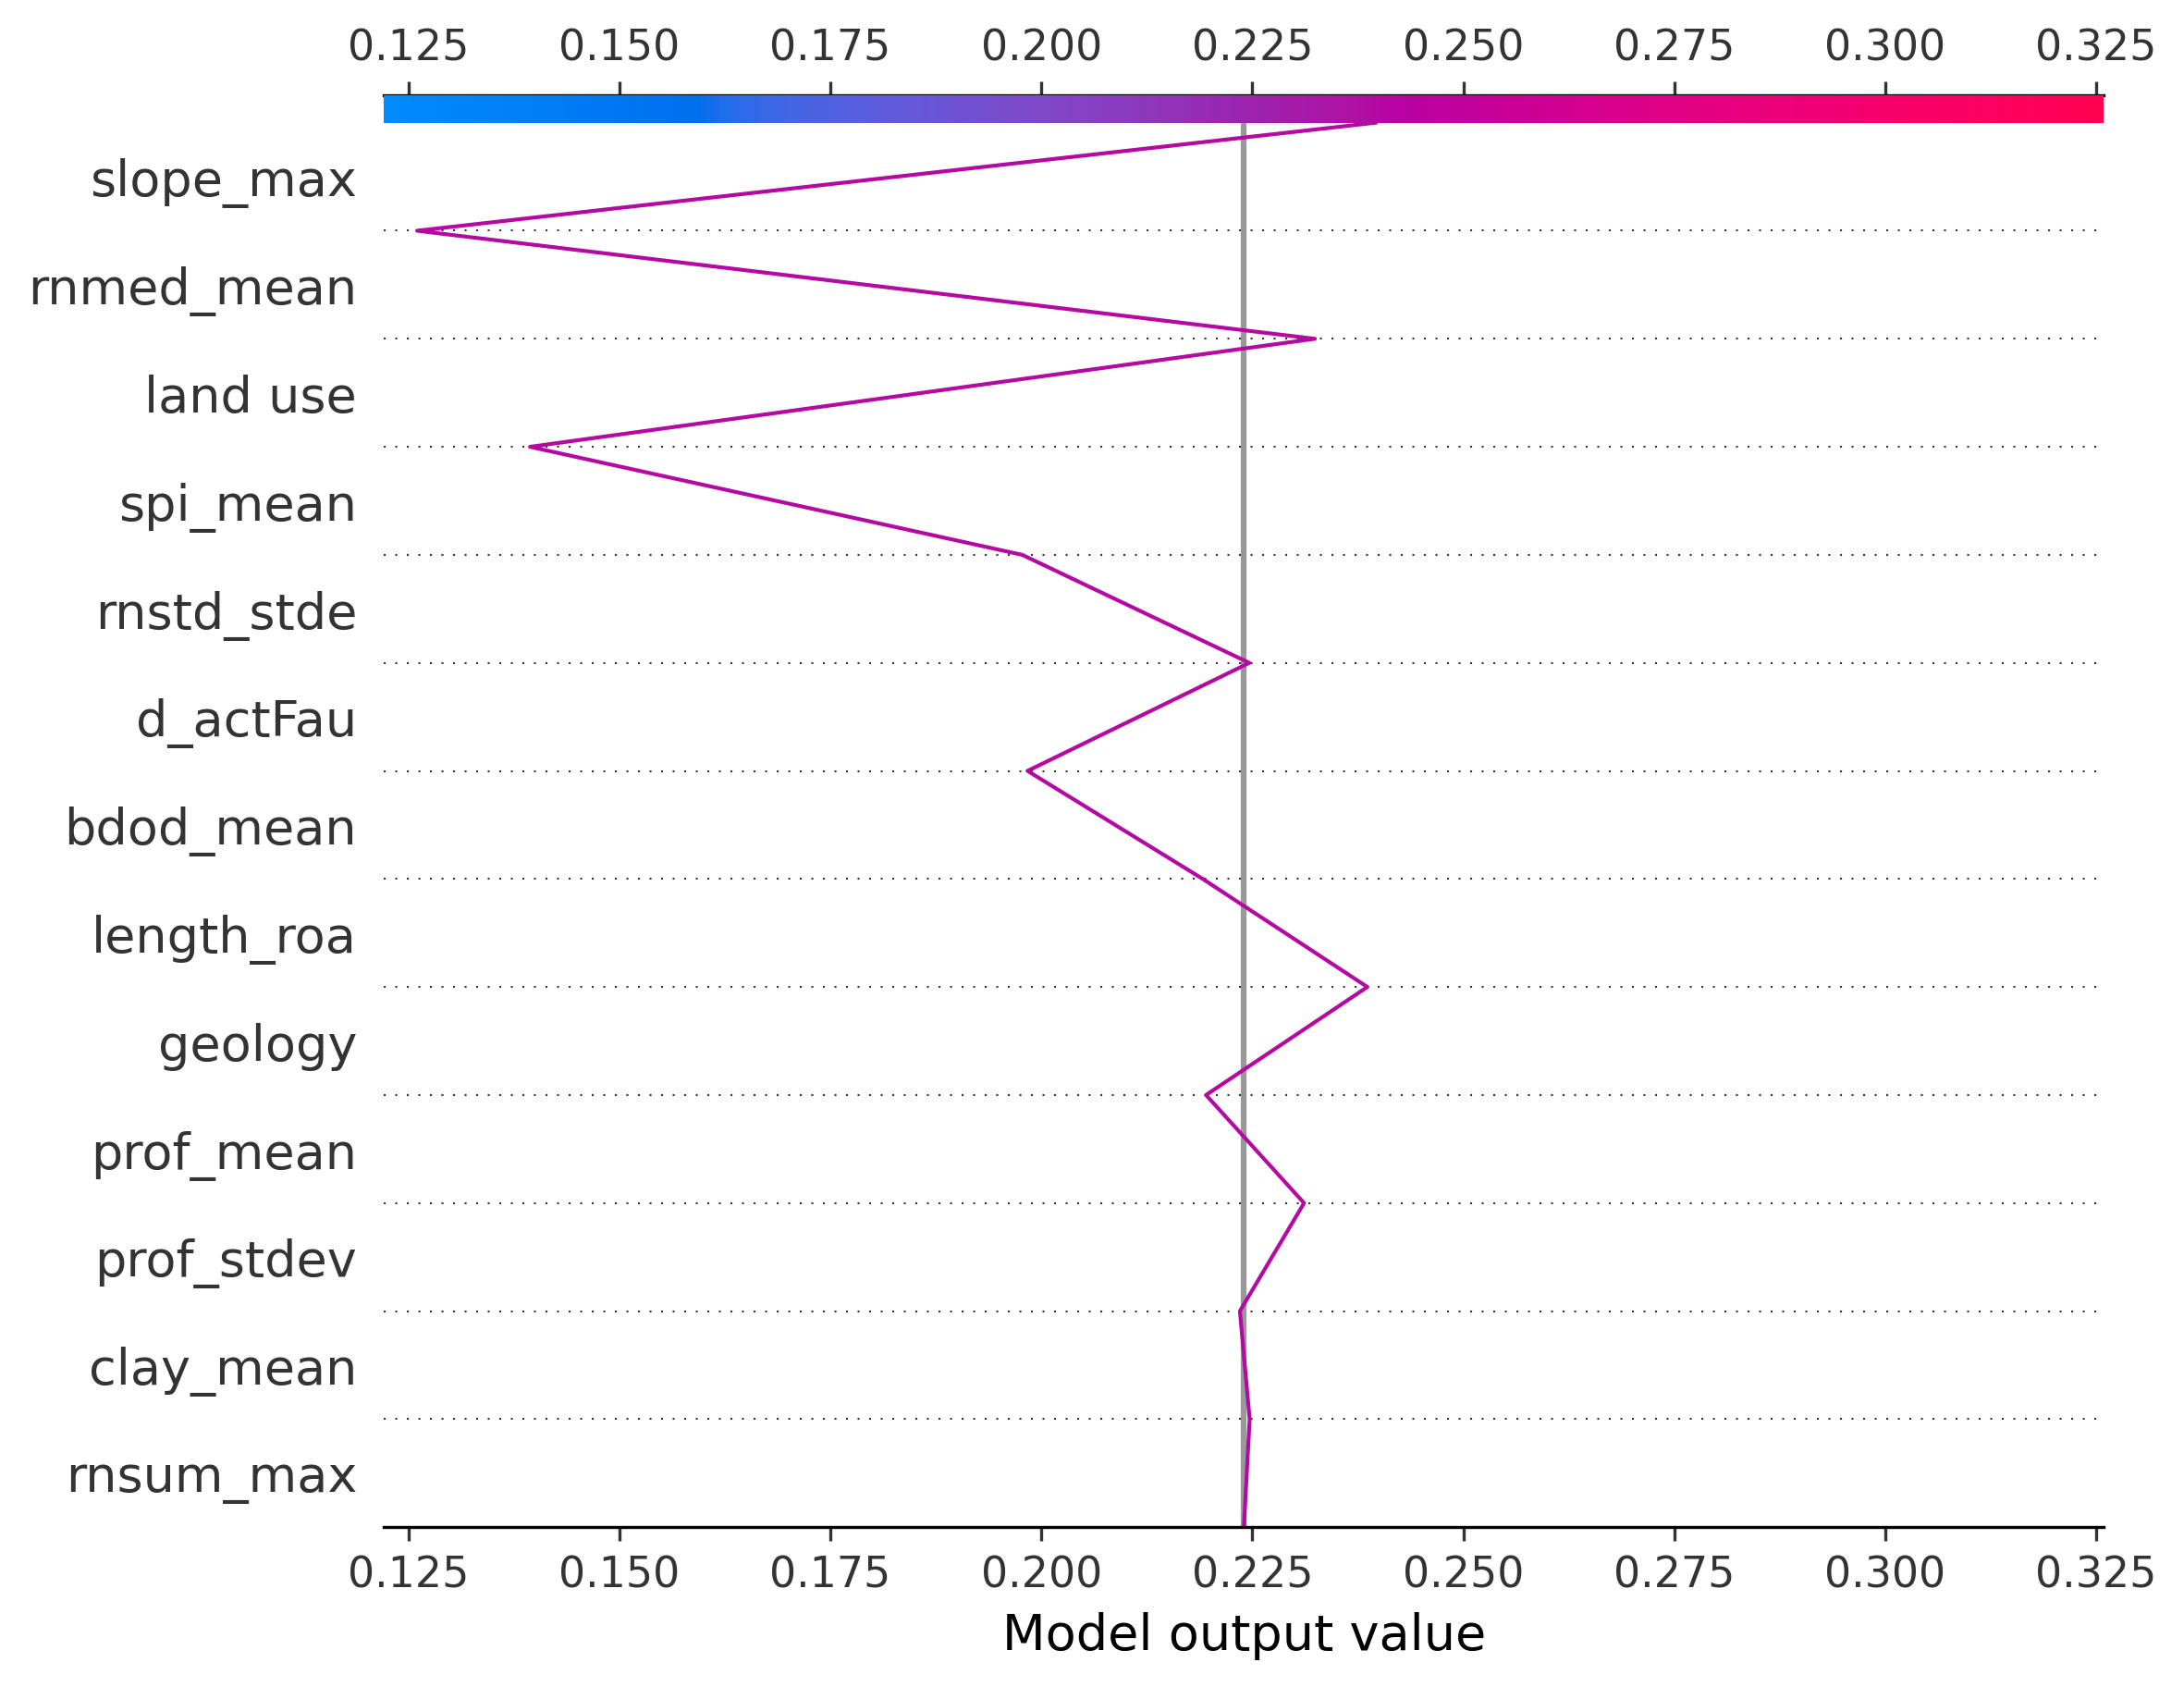 0.125 0.150 0.175 0.200 0.225 0.250 0.275 0.300 0.325
slope_max
rnmed_mean
land use
spi_mean
rnstd_stde
d_actFau
bdod_mean
length_roa
geology
prof_mean
prof_stdev
clay_mean
rnsum_max
0.125 0.150 0.175 0.200 0.225 0.250 0.275 0.300 0.325
Model output value